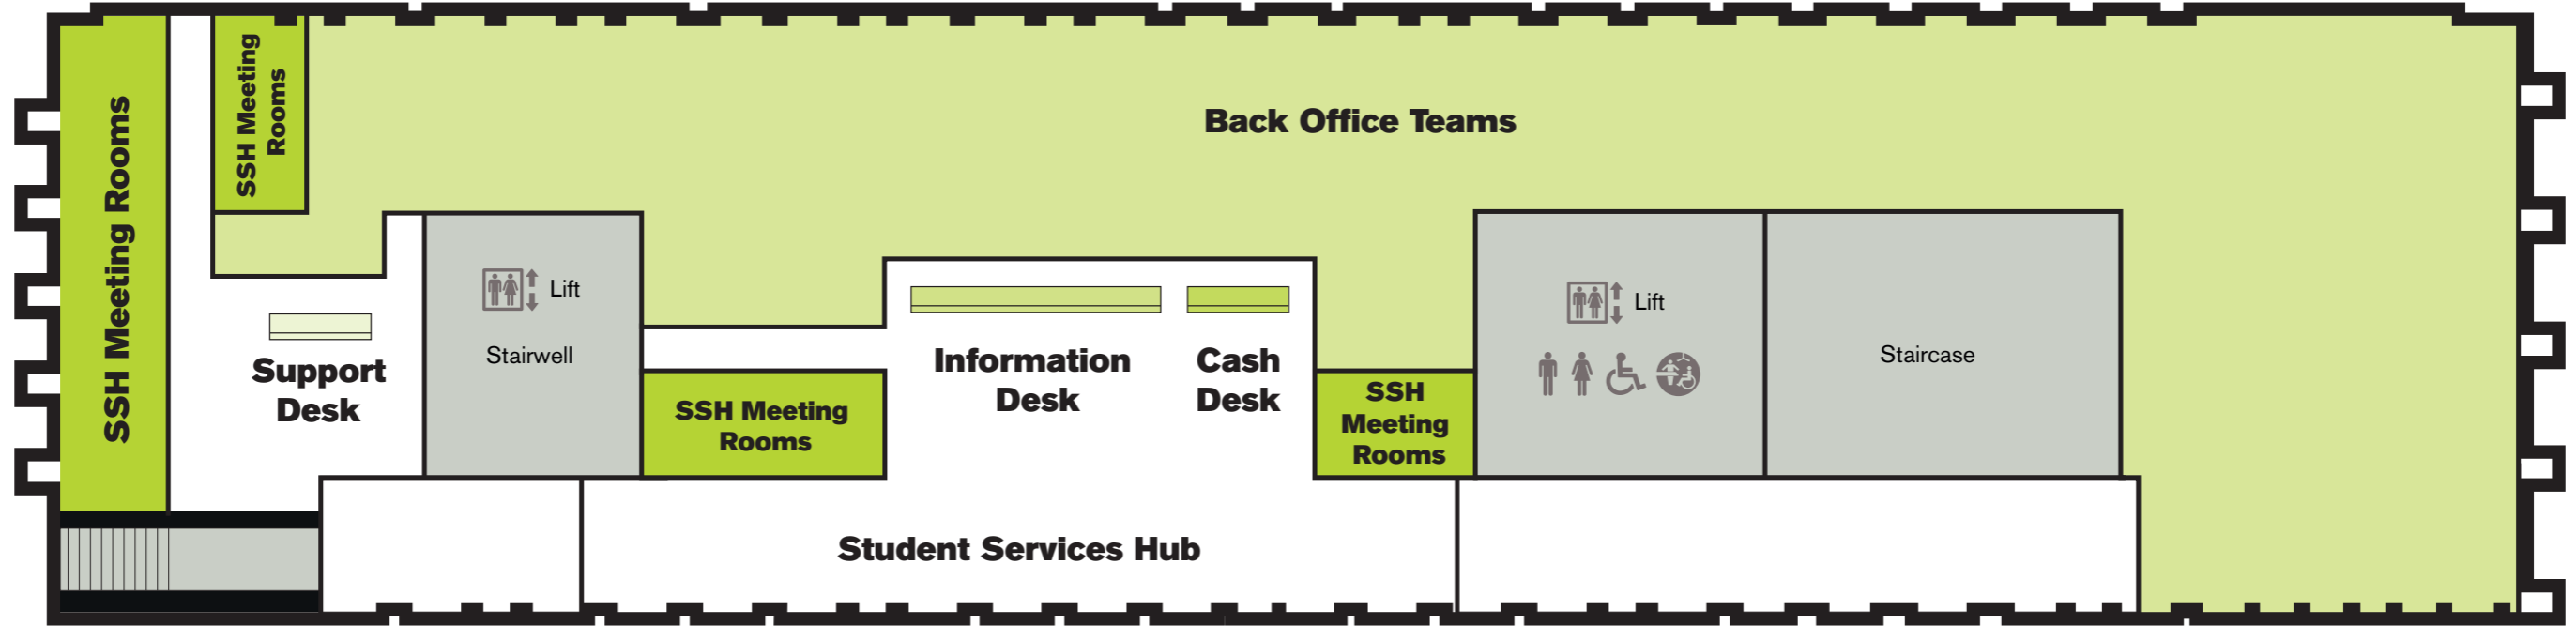 SSH Meeting Rooms
SSH Meeting
Rooms
Back Office Teams
Lift
Stairwell
Support
Desk
SSH Meeting
Rooms
Information
Desk
Cash
Desk
SSH
Meeting
Rooms
Lift
Staircase
Student Services Hub